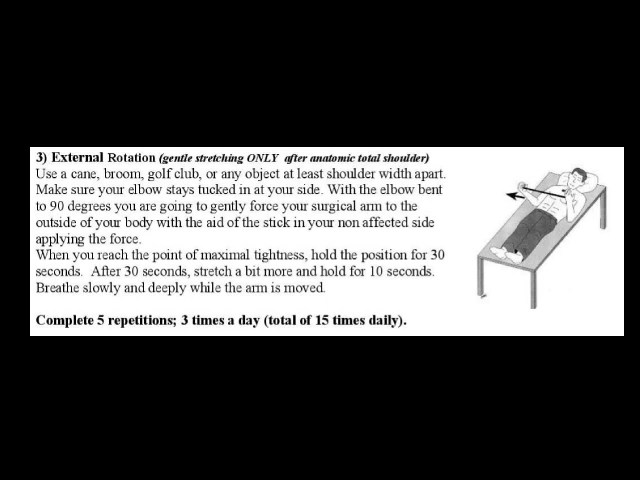 3) External Rotation (gentle stretching ONLY after anatomic total shoulder)
Use a cane, broom, golf club, or any object at least shoulder width apart.
Make sure your elbow stays tucked in at your side. With the elbow bent
to 90 degrees you are going to gently force your surgical arm to the
outside of your body with the aid of the stick in your non affected side
applying the force.
When you reach the point of maximal tightness, hold the position for 30
seconds. After 30 seconds, stretch a bit more and hold for 10 seconds.
Breathe slowly and deeply while the arm is moved.
Complete 5 repetitions; 3 times a day (total of 15 times daily).